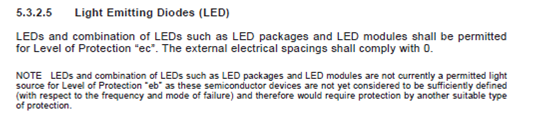 5.3.2.5 Light Emitting Diodes (LED)
LEDs and combination of LEDs such as LED packages and LED modules shall be permitted
for Level of Protection "ec". The external electrical spacings shall comply with 0.
NOTE LEDs and combination of LEDs such as LED packages and LED modules are not currently a permitted light
source for Level of Protection "eb" as these semiconductor devices are not yet considered to be sufficiently defined
(with respect to the frequency and mode of failure) and therefore would require protection by another suitable type
of protection.